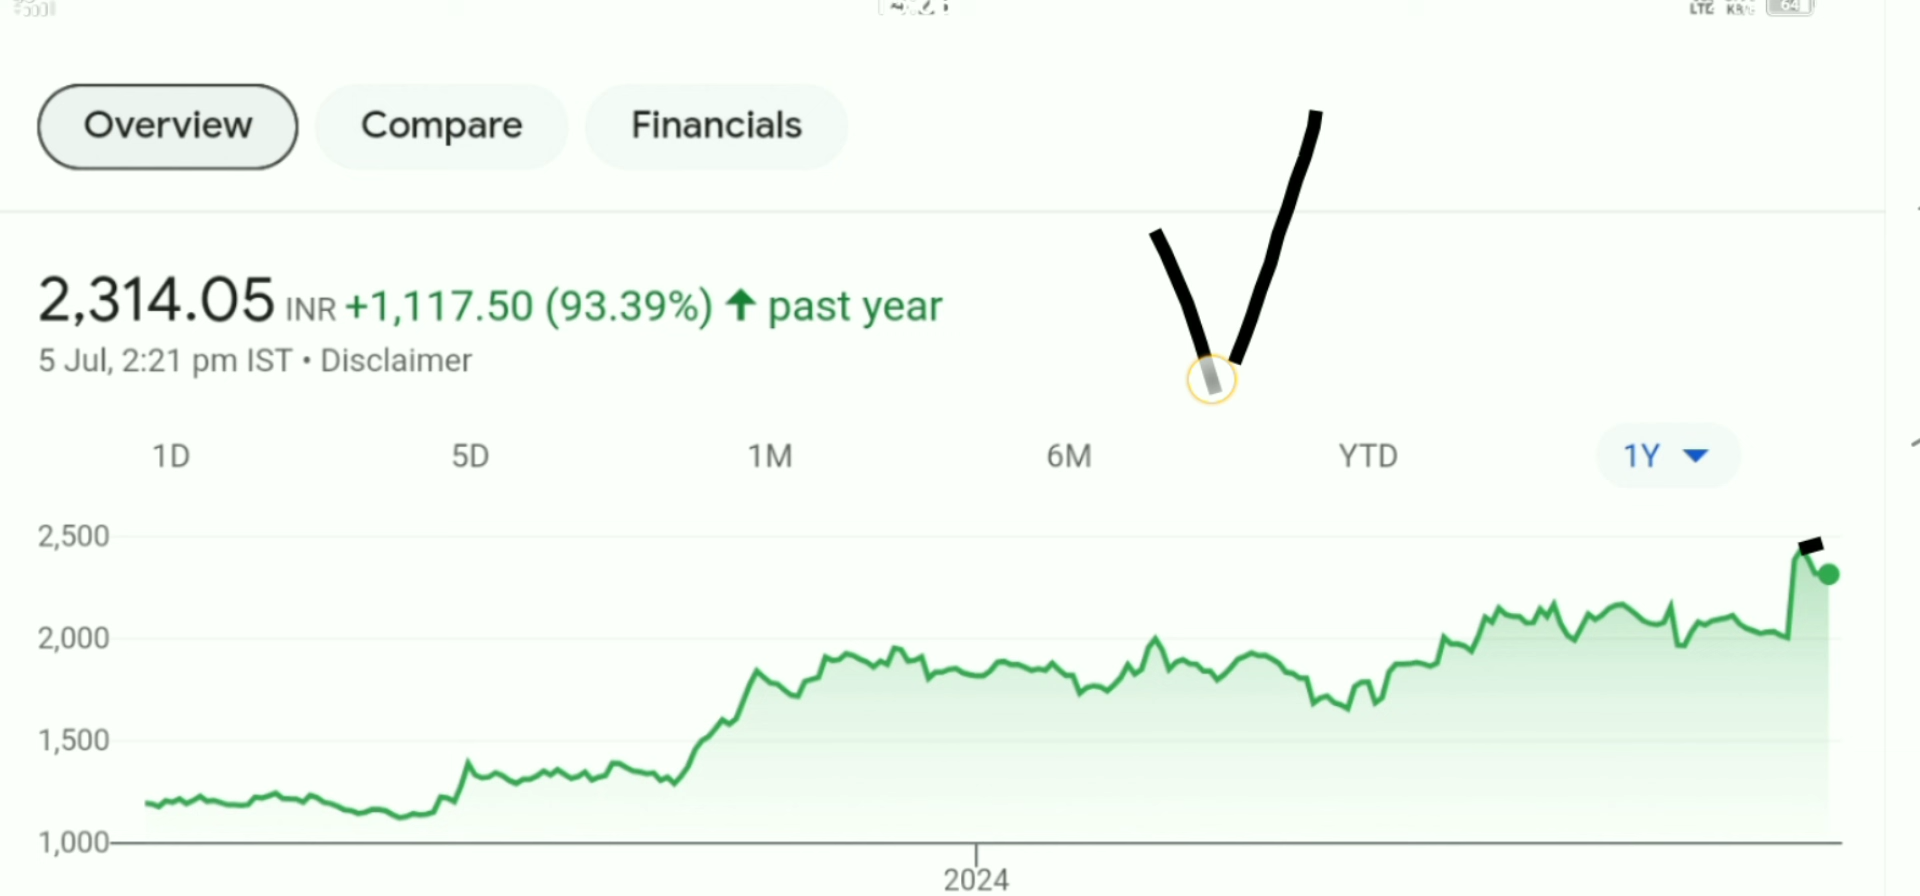 Overview Compare Financials
2,314.05 INR +1,117.50 (93.39%) ↑ past year
5 Jul, 2:21 pm IST • Disclaimer
1D 5D 1M 6M YTD 1Y
2,500
2,000
1,500
1,000
2024